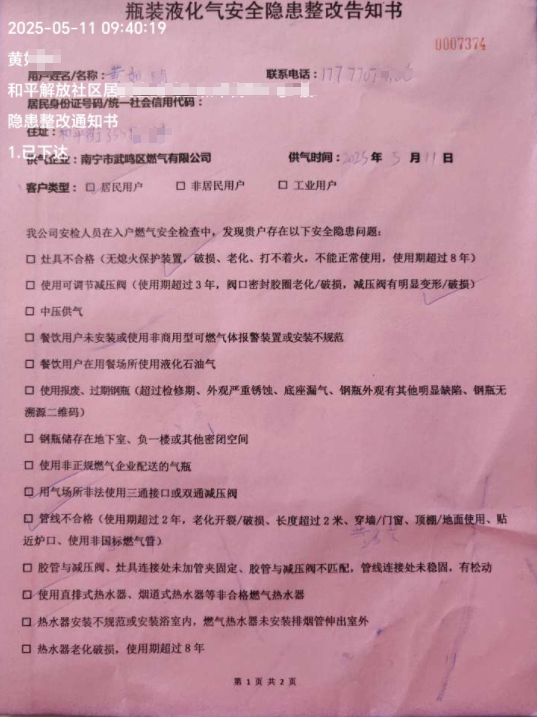 瓶装液化气安全隐患整改告知书
2025-05-11 09:40:19
0007374
黄
用户姓名/名称：
联系电话：
和平解放社区居
居民身份证号码/统一社会信用代码：
隐患整改通知书
住址：
1.已下达
供气企业：南宁市武鸣区燃气有限公司 供气时间：2025年5月11日
客户类型：□ 居民用户 □ 非居民用户 □ 工业用户
我公司安检人员在入户燃气安全检查中，发现贵户存在以下安全隐患问题：
□ 灶具不合格（无熄火保护装置，破损、老化、打不着火，不能正常使用，使用期超过8年）
□ 使用可调节减压阀（使用期超过3年，阀口密封胶圈老化/破损，减压阀有明显变形/破损）
□ 中压供气
□ 餐饮用户未安装或使用非商用型可燃气体报警装置或安装不规范
□ 餐饮用户在用餐场所使用液化石油气
□ 使用报废、过期钢瓶（超过检修期、外观严重锈蚀、底座漏气、钢瓶外观有其他明显缺陷、钢瓶无
溯源二维码）
□ 钢瓶储存在地下室、负一楼或其他密闭空间
□ 使用非正规燃气企业配送的气瓶
□ 用气场所非法使用三通接口或双通减压阀
□ 管线不合格（使用期超过2年，老化开裂/破损、长度超过2米、穿墙/门窗、顶棚/地面使用、贴
近炉口、使用非国标燃气管）
□ 胶管与减压阀、灶具连接处未加管夹固定、胶管与减压阀不匹配，管线连接处未稳固，有松动
□ 使用直排式热水器、烟道式热水器等非合格燃气热水器
□ 热水器安装不规范或安装浴室内，燃气热水器未安装排烟管伸出室外
□ 热水器老化破损，使用期超过8年
第 1 页 共 2 页